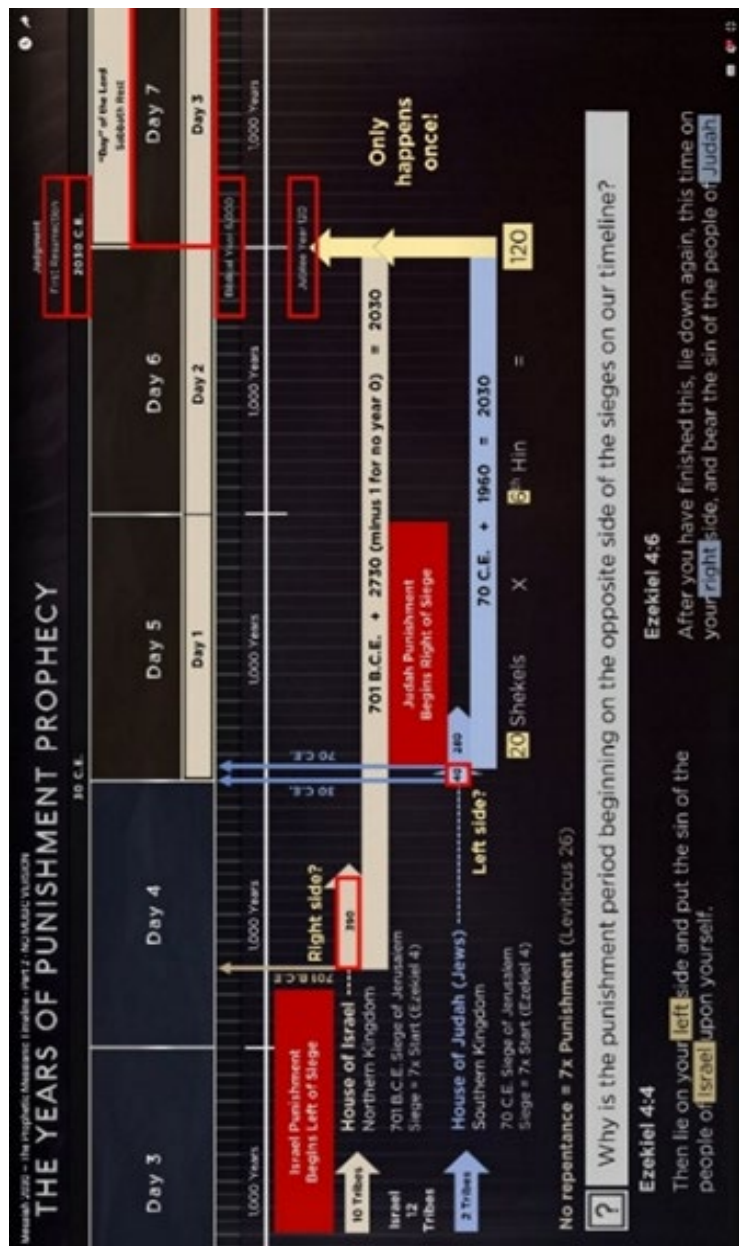 Messiah 2030 – The Prophetic Messianic Timeline - Part 2 - NO MUSIC VERSION
THE YEARS OF PUNISHMENT PROPHECY
Judgment
First Resurrection
30 C.E.
2030 C.E.
"Day" of the Lord
Sabbath Rest
Day 3
Day 4
Day 5
Day 6
Day 7
Day 1
Day 2
Day 3
1,000 Years
1,000 Years
1,000 Years
1,000 Years
1,000 Years
Jubilee Year 120
Israel Punishment
Begins Left of Siege
701 B.C.E
30 C.E.
70 C.E.
Right side?
Only
happens
once!
10 Tribes
House of Israel
390
Northern Kingdom
701 B.C.E. + 2730 (minus 1 for no year 0) = 2030
Israel
12
Tribes
701 B.C.E. Siege of Jerusalem
Siege = 7x Start (Ezekiel 4)
Judah Punishment
Begins Right of Siege
2 Tribes
House of Judah (Jews)
40
280
Southern Kingdom
Left side?
70 C.E. + 1960 = 2030
70 C.E. Siege of Jerusalem
Siege = 7x Start (Ezekiel 4)
20 Shekels X 6th Hin = 120
No repentance = 7x Punishment (Leviticus 26)
? Why is the punishment period beginning on the opposite side of the sieges on our timeline?
Ezekiel 4:4
Then lie on your left side and put the sin of the
people of Israel upon yourself.
Ezekiel 4:6
After you have finished this, lie down again, this time on
your right side, and bear the sin of the people of Judah